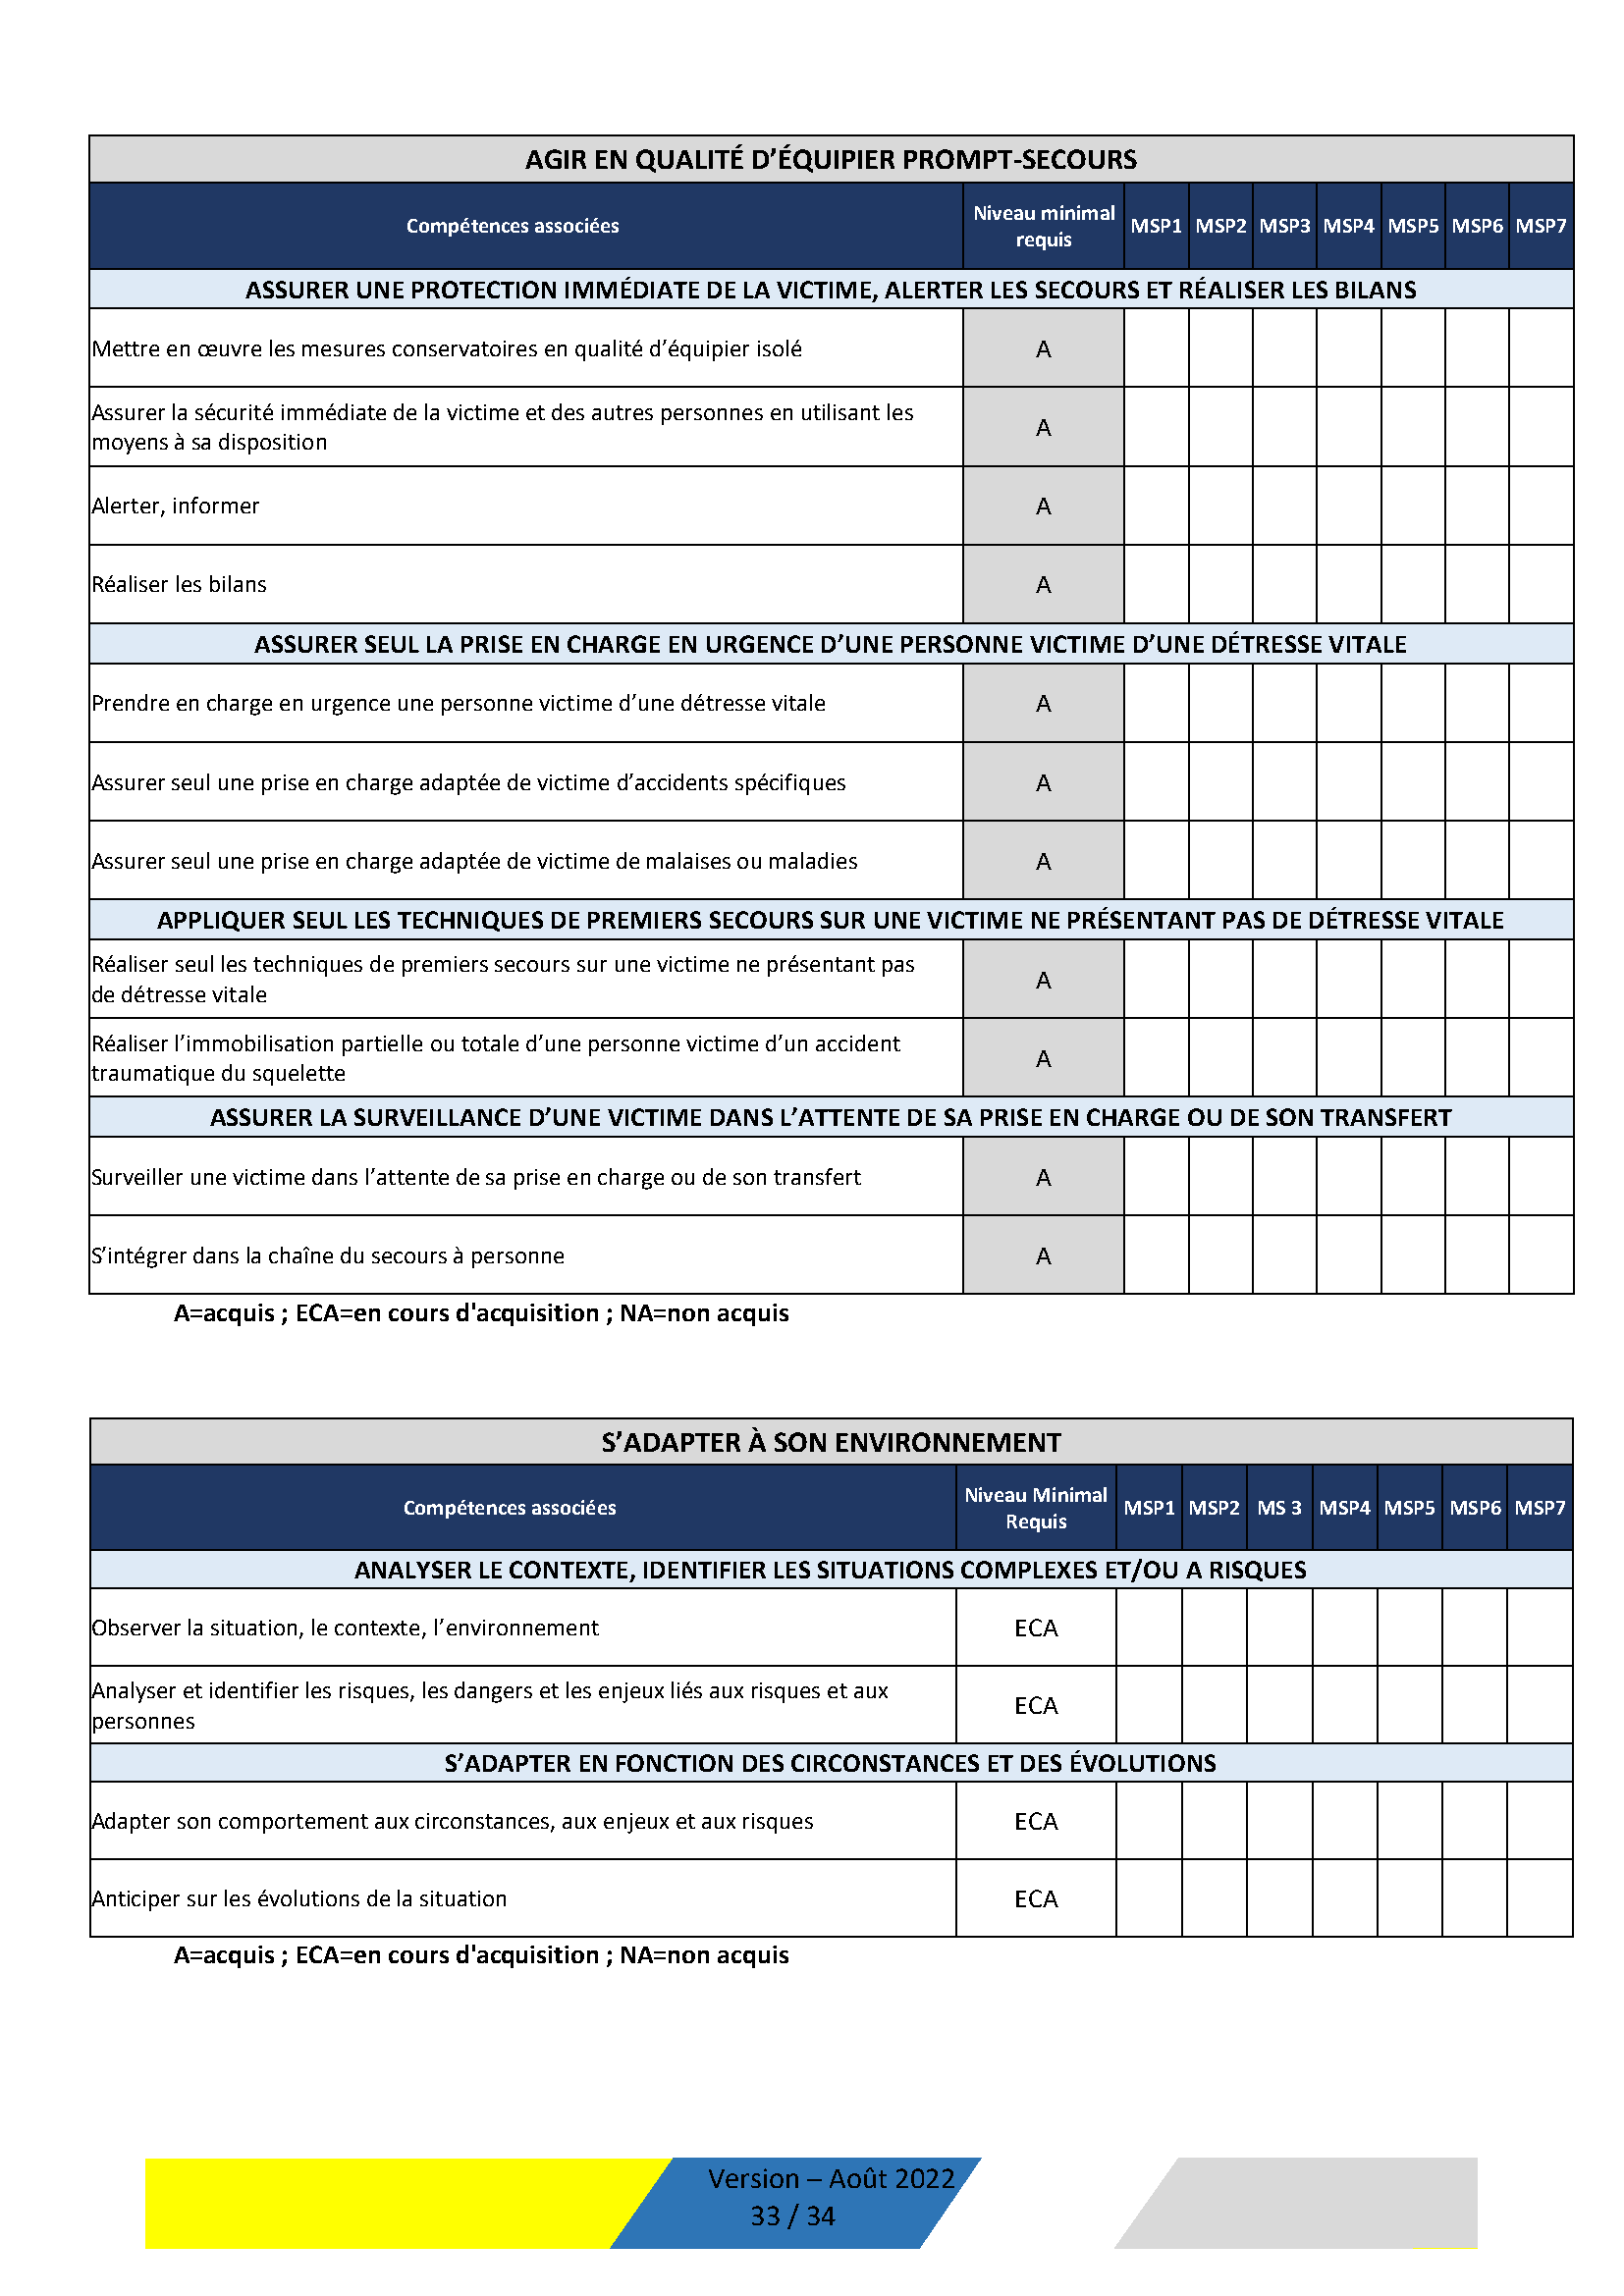 AGIR EN QUALITÉ D’ÉQUIPIER PROMPT-SECOURS
Compétences associées
Niveau minimal
requis
MSP1 MSP2 MSP3 MSP4 MSP5 MSP6 MSP7
ASSURER UNE PROTECTION IMMÉDIATE DE LA VICTIME, ALERTER LES SECOURS ET RÉALISER LES BILANS
Mettre en œuvre les mesures conservatoires en qualité d’équipier isolé
A
Assurer la sécurité immédiate de la victime et des autres personnes en utilisant les
moyens à sa disposition
A
Alerter, informer
A
Réaliser les bilans
A
ASSURER SEUL LA PRISE EN CHARGE EN URGENCE D’UNE PERSONNE VICTIME D’UNE DÉTRESSE VITALE
Prendre en charge en urgence une personne victime d’une détresse vitale
A
Assurer seul une prise en charge adaptée de victime d’accidents spécifiques
A
Assurer seul une prise en charge adaptée de victime de malaises ou maladies
A
APPLIQUER SEUL LES TECHNIQUES DE PREMIERS SECOURS SUR UNE VICTIME NE PRÉSENTANT PAS DE DÉTRESSE VITALE
Réaliser seul les techniques de premiers secours sur une victime ne présentant pas
de détresse vitale
A
Réaliser l’immobilisation partielle ou totale d’une personne victime d’un accident
traumatique du squelette
A
ASSURER LA SURVEILLANCE D’UNE VICTIME DANS L’ATTENTE DE SA PRISE EN CHARGE OU DE SON TRANSFERT
Surveiller une victime dans l’attente de sa prise en charge ou de son transfert
A
S’intégrer dans la chaîne du secours à personne
A
A=acquis ; ECA=en cours d'acquisition ; NA=non acquis
S’ADAPTER À SON ENVIRONNEMENT
Compétences associées
Niveau Minimal
Requis
MSP1 MSP2 MS 3 MSP4 MSP5 MSP6 MSP7
ANALYSER LE CONTEXTE, IDENTIFIER LES SITUATIONS COMPLEXES ET/OU A RISQUES
Observer la situation, le contexte, l’environnement
ECA
Analyser et identifier les risques, les dangers et les enjeux liés aux risques et aux
personnes
ECA
S’ADAPTER EN FONCTION DES CIRCONSTANCES ET DES ÉVOLUTIONS
Adapter son comportement aux circonstances, aux enjeux et aux risques
ECA
Anticiper sur les évolutions de la situation
ECA
A=acquis ; ECA=en cours d'acquisition ; NA=non acquis
Version – Août 2022
33 / 34